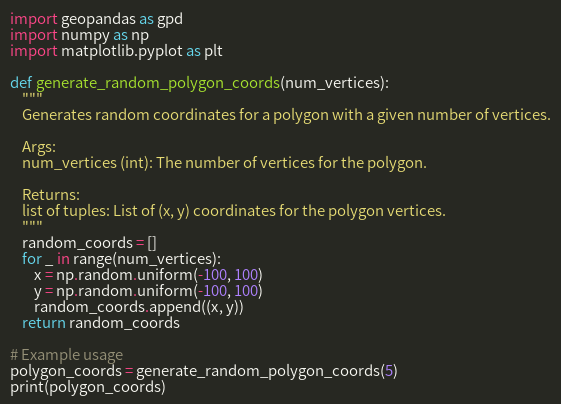 import geopandas as gpd
import numpy as np
import matplotlib.pyplot as plt

def generate_random_polygon_coords(num_vertices):
    """
    Generates random coordinates for a polygon with a given number of vertices.

    Args:
    num_vertices (int): The number of vertices for the polygon.

    Returns:
    list of tuples: List of (x, y) coordinates for the polygon vertices.
    """
    random_coords = []
    for _ in range(num_vertices):
        x = np.random.uniform(-100, 100)
        y = np.random.uniform(-100, 100)
        random_coords.append((x, y))
    return random_coords

# Example usage
polygon_coords = generate_random_polygon_coords(5)
print(polygon_coords)